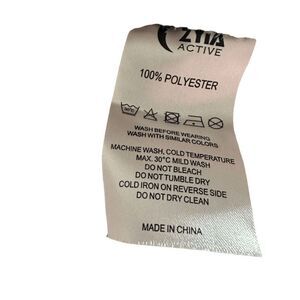 ZYIA
ACTIVE
100% POLYESTER
30°C
WASH BEFORE WEARING
WASH WITH SIMILAR COLORS
MACHINE WASH, COLD TEMPERATURE
MAX. 30°C MILD WASH
DO NOT BLEACH
DO NOT TUMBLE DRY
COLD IRON ON REVERSE SIDE
DO NOT DRY CLEAN
MADE IN CHINA